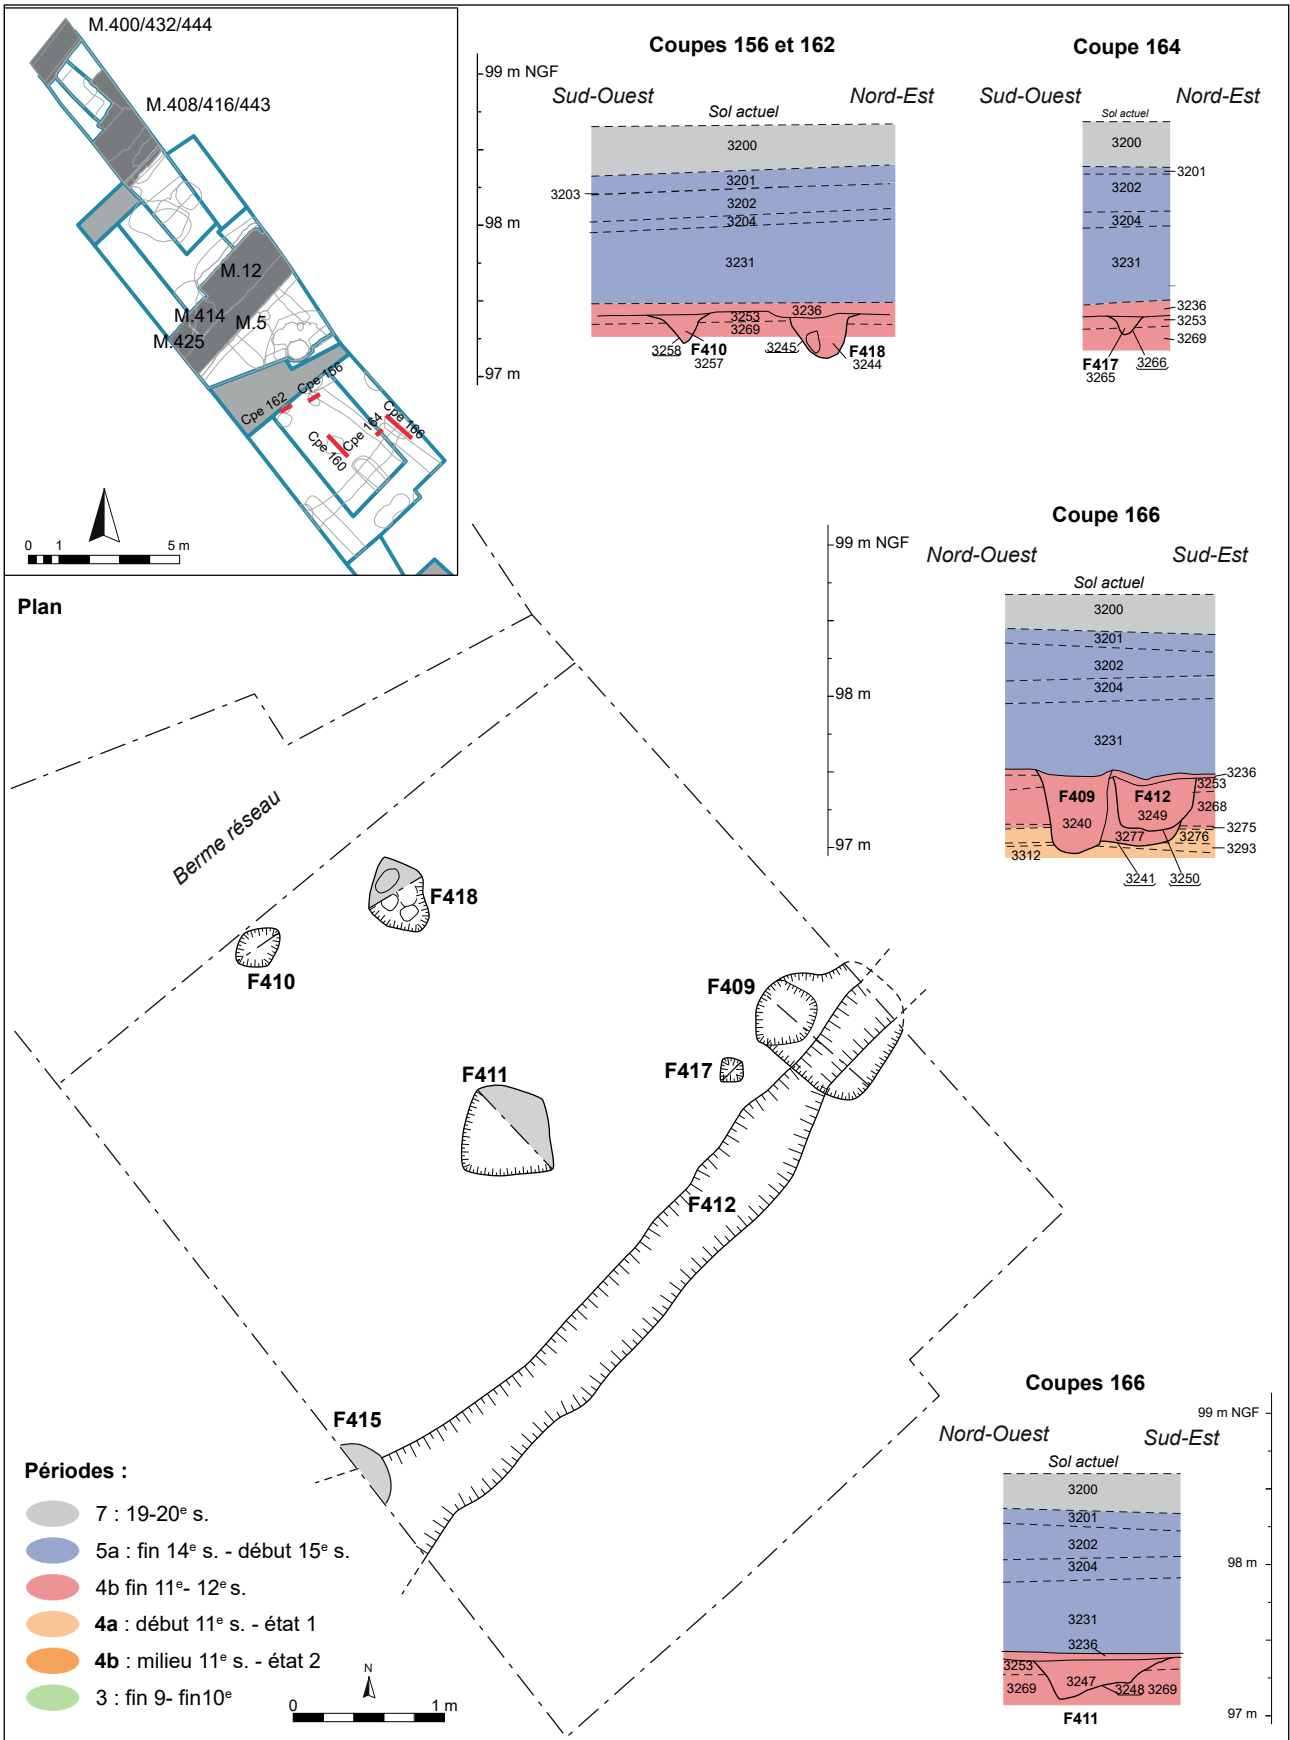 M.400/432/444
M.408/416/443
M.12
M.414
M.5
M.425
Cpe 156
Cpe 162
Cpe 164
Cpe 166
Cpe 160
0 1 5 m
Coupes 156 et 162
99 m NGF
Sud-Ouest Nord-Est
Sol actuel
3200
3201
3203
3202
98 m
3204
3231
3236
3253
3269
3258 F410 3245 F418
3257 3244
97 m
Coupe 164
Sud-Ouest Nord-Est
Sol actuel
3200
3201
3202
3204
3231
3236
3253
3269
F417 3266
3265
Coupe 166
99 m NGF
Nord-Ouest Sud-Est
Sol actuel
3200
3201
3202
98 m
3204
3231
3236
3253
F409 F412
3268
3249
3240
3275
3277 3276
97 m
3293
3312
3241 3250
Plan
Berme réseau
F418
F410
F409
F417
F411
F412
F415
Coupes 166
99 m NGF
Nord-Ouest Sud-Est
Sol actuel
3200
3201
3202
98 m
3204
3231
3236
3253
3247
3269 3248 3269
97 m
F411
Périodes :
7 : 19-20e s.
5a : fin 14e s. - début 15e s.
4b fin 11e- 12e s.
4a : début 11e s. - état 1
4b : milieu 11e s. - état 2
3 : fin 9- fin10e
N
0 1 m